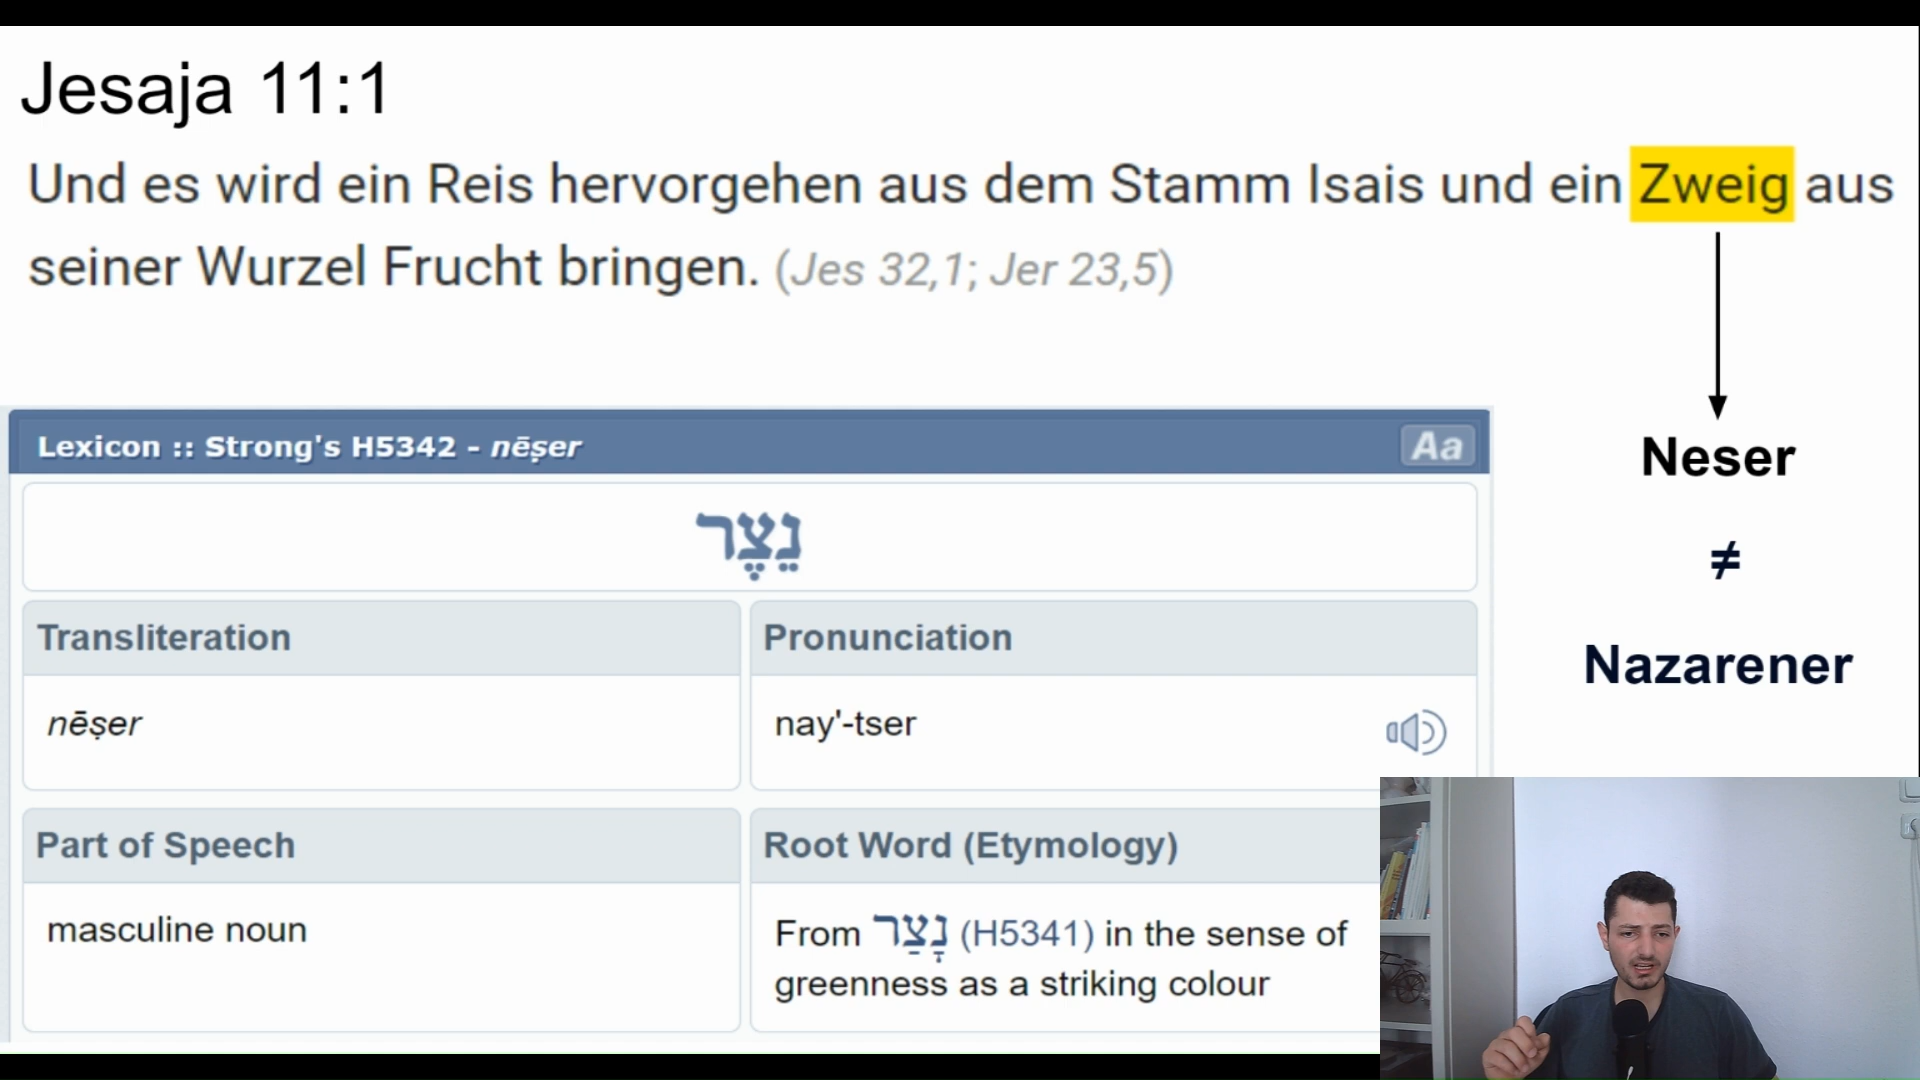 Jesaja 11:1
Und es wird ein Reis hervorgehen aus dem Stamm Isais und ein Zweig aus
seiner Wurzel Frucht bringen. (Jes 32,1; Jer 23,5)
Neser
≠
Nazarener
Lexicon :: Strong's H5342 - nēṣer
Aa
נֵצֶר
Transliteration
nēṣer
Pronunciation
nay'-tser
Part of Speech
masculine noun
Root Word (Etymology)
From נָצַר (H5341) in the sense of
greenness as a striking colour